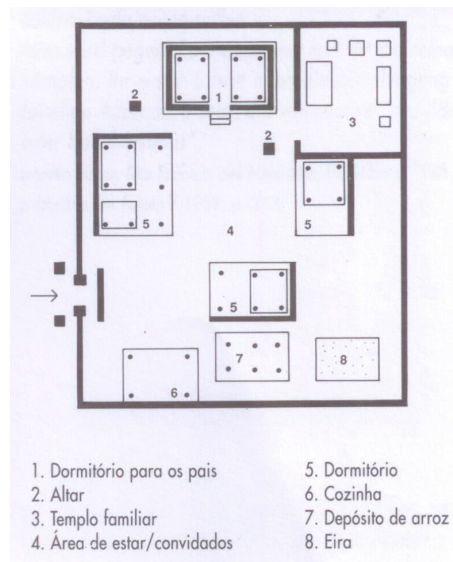 2
2
3
5
5
4
5
7
8
6
1. Dormitório para os pais
2. Altar
3. Templo familiar
4. Área de estar/convidados
5. Dormitório
6. Cozinha
7. Depósito de arroz
8. Eira